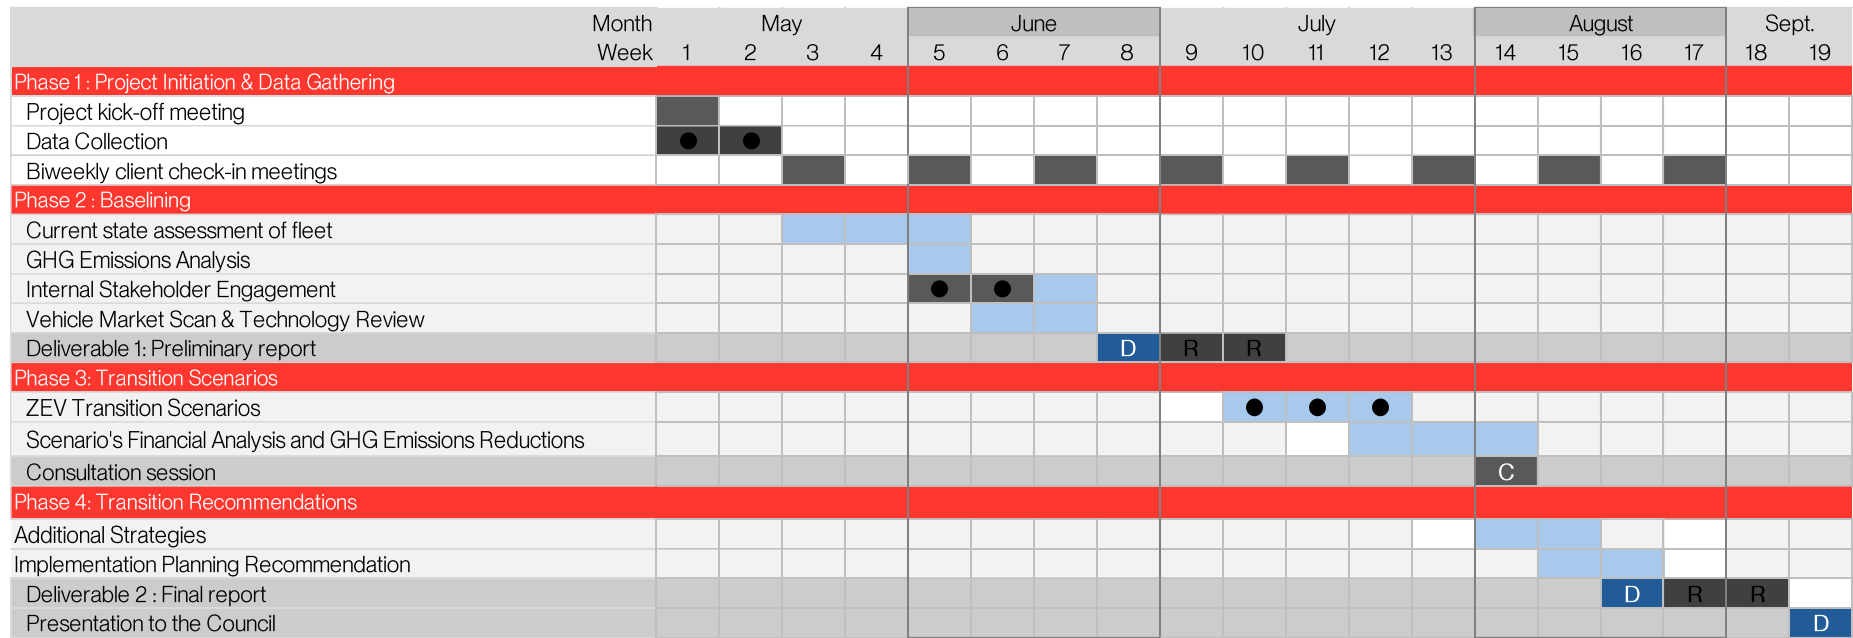 Month May June July August Sept.
Week 1 2 3 4 5 6 7 8 9 10 11 12 13 14 15 16 17 18 19
Phase 1 : Project Initiation & Data Gathering
Project kick-off meeting
Data Collection
Biweekly client check-in meetings
Phase 2 : Baselining
Current state assessment of fleet
GHG Emissions Analysis
Internal Stakeholder Engagement
Vehicle Market Scan & Technology Review
Deliverable 1: Preliminary report D R R
Phase 3: Transition Scenarios
ZEV Transition Scenarios
Scenario's Financial Analysis and GHG Emissions Reductions
Consultation session C
Phase 4: Transition Recommendations
Additional Strategies
Implementation Planning Recommendation
Deliverable 2 : Final report D R R
Presentation to the Council D